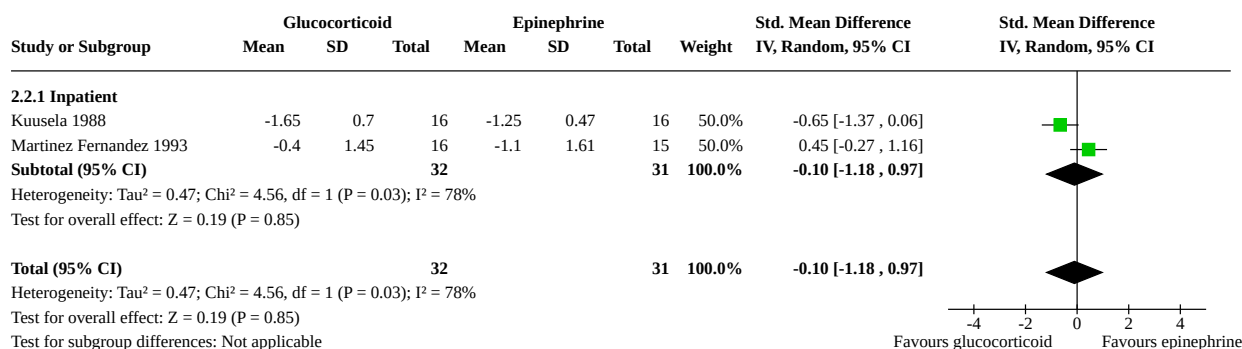 Glucocorticoid Epinephrine Std. Mean Difference Std. Mean Difference
Study or Subgroup Mean SD Total Mean SD Total Weight IV, Random, 95% CI IV, Random, 95% CI
2.2.1 Inpatient
Kuusela 1988 -1.65 0.7 16 -1.25 0.47 16 50.0% -0.65 [-1.37 , 0.06]
Martinez Fernandez 1993 -0.4 1.45 16 -1.1 1.61 15 50.0% 0.45 [-0.27 , 1.16]
Subtotal (95% CI) 32 31 100.0% -0.10 [-1.18 , 0.97]
Heterogeneity: Tau² = 0.47; Chi² = 4.56, df = 1 (P = 0.03); I² = 78%
Test for overall effect: Z = 0.19 (P = 0.85)
Total (95% CI) 32 31 100.0% -0.10 [-1.18 , 0.97]
Heterogeneity: Tau² = 0.47; Chi² = 4.56, df = 1 (P = 0.03); I² = 78%
Test for overall effect: Z = 0.19 (P = 0.85)
-4 -2 0 2 4
Test for subgroup differences: Not applicable Favours glucocorticoid Favours epinephrine